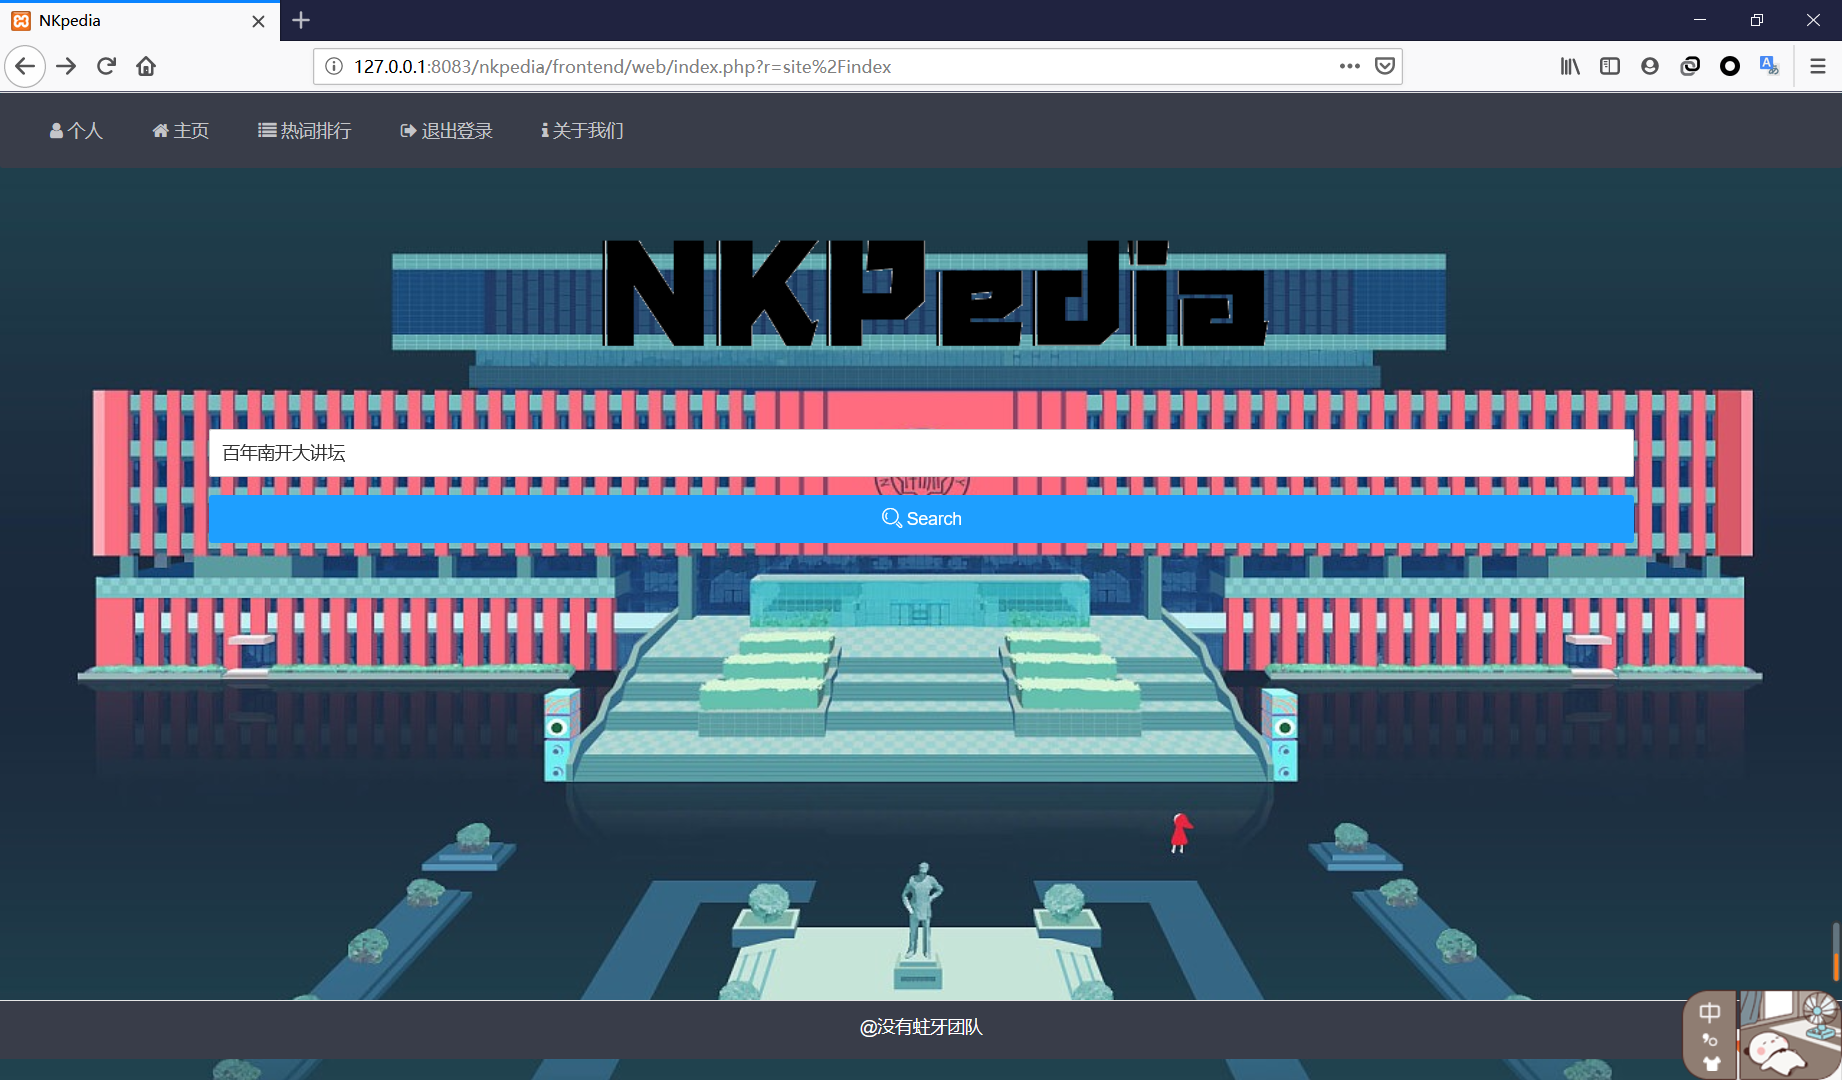 NKpedia
127.0.0.1:8083/nkpedia/frontend/web/index.php?r=site%2Findex
个人 主页 热词排行 退出登录 关于我们
NKPedia
百年南开大讲坛
Search
@没有蛀牙团队
中